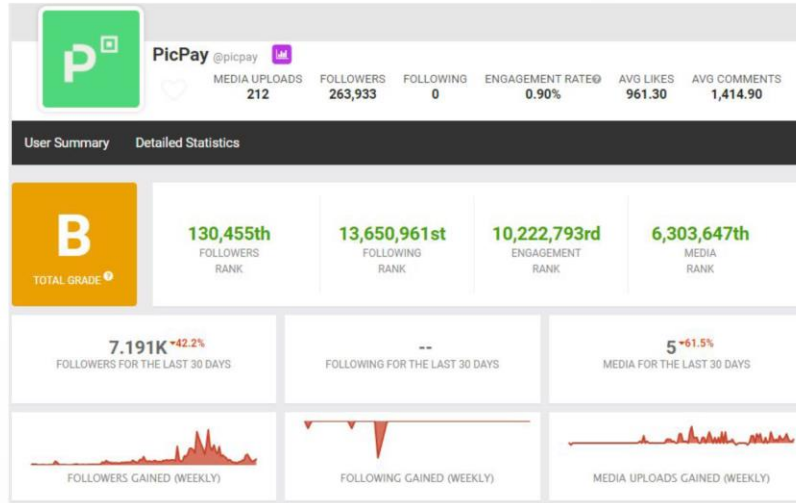 PicPay @picpay
MEDIA UPLOADS FOLLOWERS FOLLOWING ENGAGEMENT RATE AVG LIKES AVG COMMENTS
212 263,933 0 0.90% 961.30 1,414.90
User Summary Detailed Statistics
B
TOTAL GRADE ?
130,455th 13,650,961st 10,222,793rd 6,303,647th
FOLLOWERS FOLLOWING ENGAGEMENT MEDIA
RANK RANK RANK RANK
7.191K -42.2% -- 5 -61.5%
FOLLOWERS FOR THE LAST 30 DAYS FOLLOWING FOR THE LAST 30 DAYS MEDIA FOR THE LAST 30 DAYS
FOLLOWERS GAINED (WEEKLY) FOLLOWING GAINED (WEEKLY) MEDIA UPLOADS GAINED (WEEKLY)